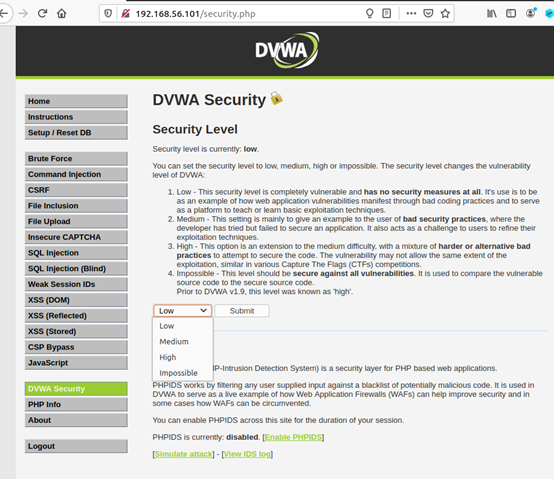 192.168.56.101/security.php
DVWA
Home
Instructions
Setup / Reset DB
Brute Force
Command Injection
CSRF
File Inclusion
File Upload
Insecure CAPTCHA
SQL Injection
SQL Injection (Blind)
Weak Session IDs
XSS (DOM)
XSS (Reflected)
XSS (Stored)
CSP Bypass
JavaScript
DVWA Security
PHP Info
About
Logout
DVWA Security
Security Level
Security level is currently: low.
You can set the security level to low, medium, high or impossible. The security level changes the vulnerability
level of DVWA:
1. Low - This security level is completely vulnerable and has no security measures at all. It's use is to be
as an example of how web application vulnerabilities manifest through bad coding practices and to serve
as a platform to teach or learn basic exploitation techniques.
2. Medium - This setting is mainly to give an example to the user of bad security practices, where the
developer has tried but failed to secure an application. It also acts as a challenge to users to refine their
exploitation techniques.
3. High - This option is an extension to the medium difficulty, with a mixture of harder or alternative bad
practices to attempt to secure the code. The vulnerability may not allow the same extent of the
exploitation, similar in various Capture The Flags (CTFs) competitions.
4. Impossible - This level should be secure against all vulnerabilities. It is used to compare the vulnerable
source code to the secure source code.
Prior to DVWA v1.9, this level was known as 'high'.
Low Submit
Low
Medium
High
Impossible
P-Intrusion Detection System) is a security layer for PHP based web applications.
PHPIDS works by filtering any user supplied input against a blacklist of potentially malicious code. It is used in
DVWA to serve as a live example of how Web Application Firewalls (WAFs) can help improve security and in
some cases how WAFs can be circumvented.
You can enable PHPIDS across this site for the duration of your session.
PHPIDS is currently: disabled. [Enable PHPIDS]
[Simulate attack] - [View IDS log]